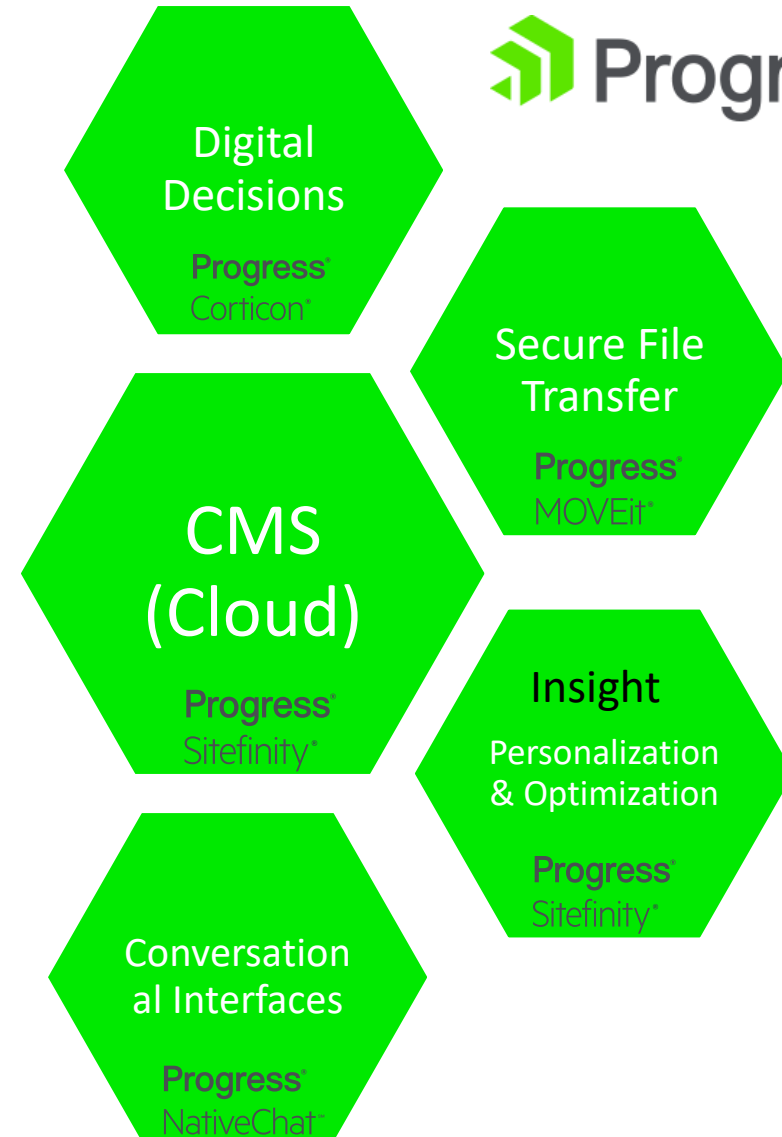 Progr
Digital
Decisions
Progress®
Corticon®
Secure File
Transfer
Progress®
MOVEit®
CMS
(Cloud)
Progress®
Sitefinity®
Insight
Personalization
& Optimization
Progress®
Sitefinity®
Conversation
al Interfaces
Progress®
NativeChat™